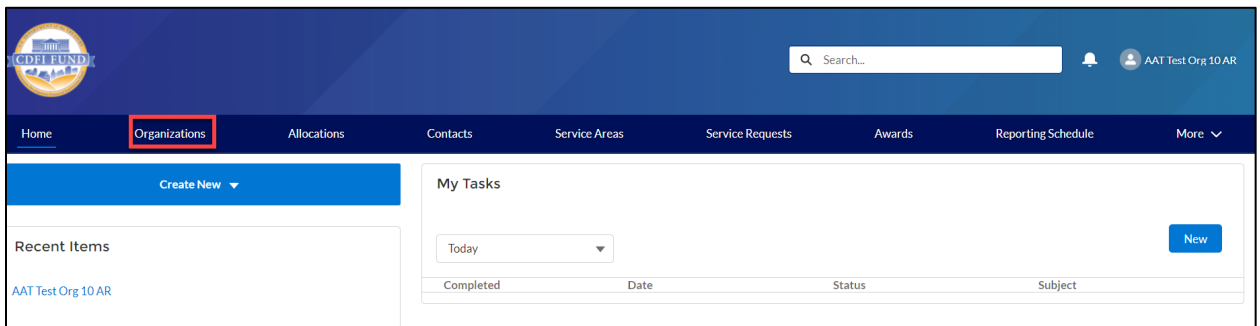 CDFI FUND
Search...
AAT Test Org 10 AR
Home Organizations Allocations Contacts Service Areas Service Requests Awards Reporting Schedule More
Create New
My Tasks
Today
New
Recent Items
Completed Date Status Subject
AAT Test Org 10 AR